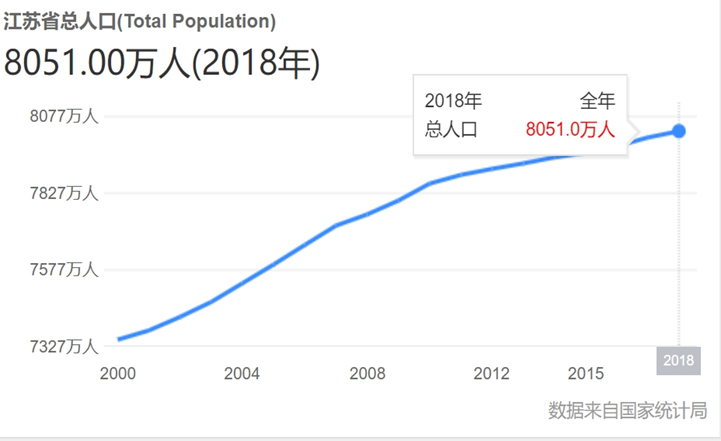 江苏省总人口(Total Population)
8051.00万人(2018年)
2018年 全年
总人口 8051.0万人
8077万人
7827万人
7577万人
7327万人
2000 2004 2008 2012 2015 2018
数据来自国家统计局